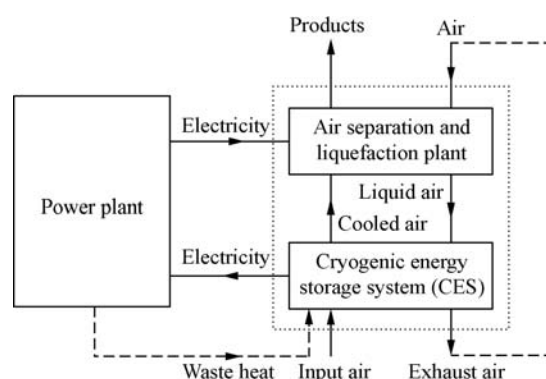 Products
Air
Electricity
Air separation and
liquefaction plant
Power plant
Liquid air
Cooled air
Electricity
Cryogenic energy
storage system (CES)
Waste heat
Input air
Exhaust air